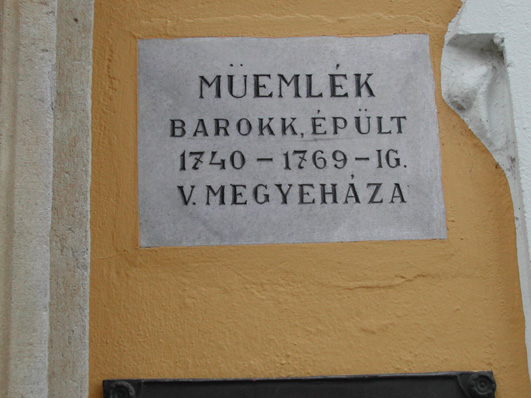 MÜEMLÉK
BAROKK, ÉPÜLT
1740 – 1769 – IG.
V. MEGYEHÁZA.